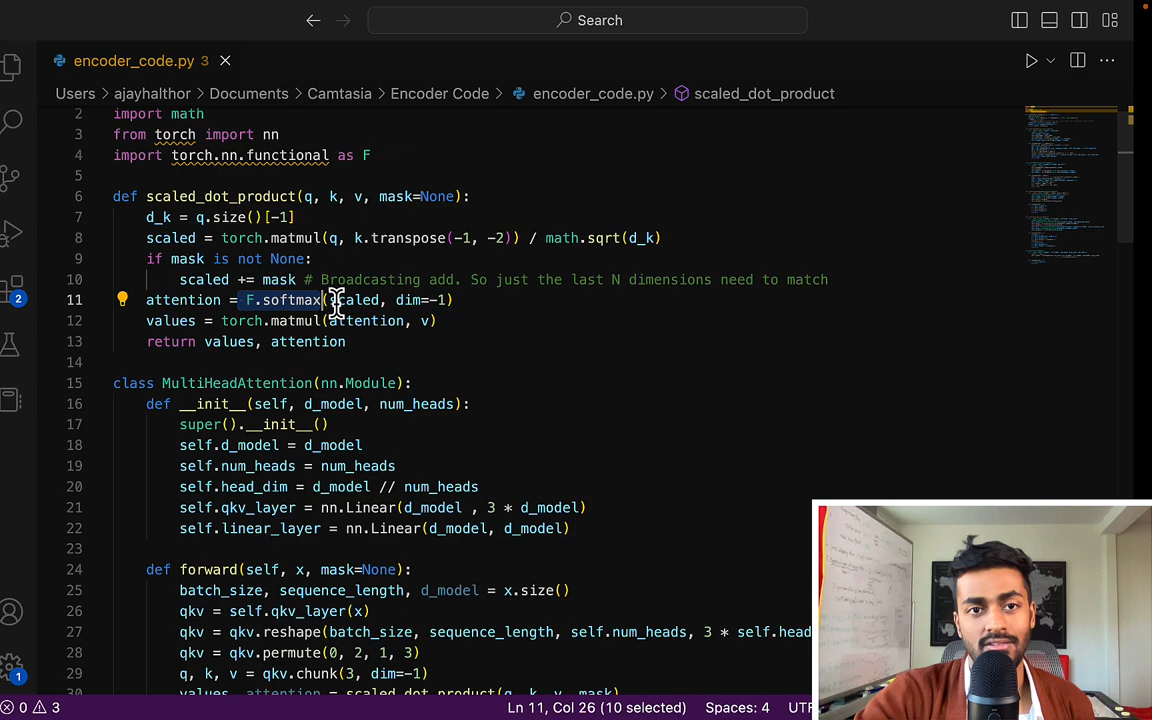 Search
encoder_code.py 3
Users > ajayhalthor > Documents > Camtasia > Encoder Code > encoder_code.py > scaled_dot_product
2 import math
3 from torch import nn
4 import torch.nn.functional as F
5
6 def scaled_dot_product(q, k, v, mask=None):
7 d_k = q.size()[-1]
8 scaled = torch.matmul(q, k.transpose(-1, -2)) / math.sqrt(d_k)
9 if mask is not None:
10 scaled += mask # Broadcasting add. So just the last N dimensions need to match
11 attention = F.softmax(scaled, dim=-1)
12 values = torch.matmul(attention, v)
13 return values, attention
14
15 class MultiHeadAttention(nn.Module):
16 def __init__(self, d_model, num_heads):
17 super().__init__()
18 self.d_model = d_model
19 self.num_heads = num_heads
20 self.head_dim = d_model // num_heads
21 self.qkv_layer = nn.Linear(d_model , 3 * d_model)
22 self.linear_layer = nn.Linear(d_model, d_model)
23
24 def forward(self, x, mask=None):
25 batch_size, sequence_length, d_model = x.size()
26 qkv = self.qkv_layer(x)
27 qkv = qkv.reshape(batch_size, sequence_length, self.num_heads, 3 * self.head
28 qkv = qkv.permute(0, 2, 1, 3)
29 q, k, v = qkv.chunk(3, dim=-1)
30 values, attention = scaled_dot_product(q, k, v, mask)
2
1
0 3 Ln 11, Col 26 (10 selected) Spaces: 4 UTF